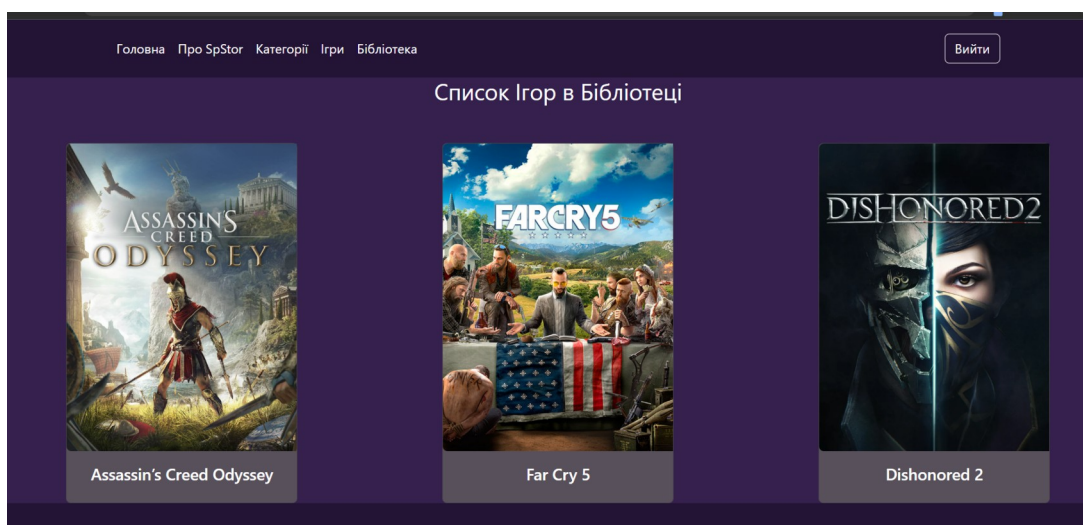 Головна Про SpStor Категорії Ігри Бібліотека Вийти
Список Ігор в Бібліотеці
ASSASSIN'S
CREED
ODYSSEY
FARCRY5
DISHONORED2
Assassin's Creed Odyssey
Far Cry 5
Dishonored 2